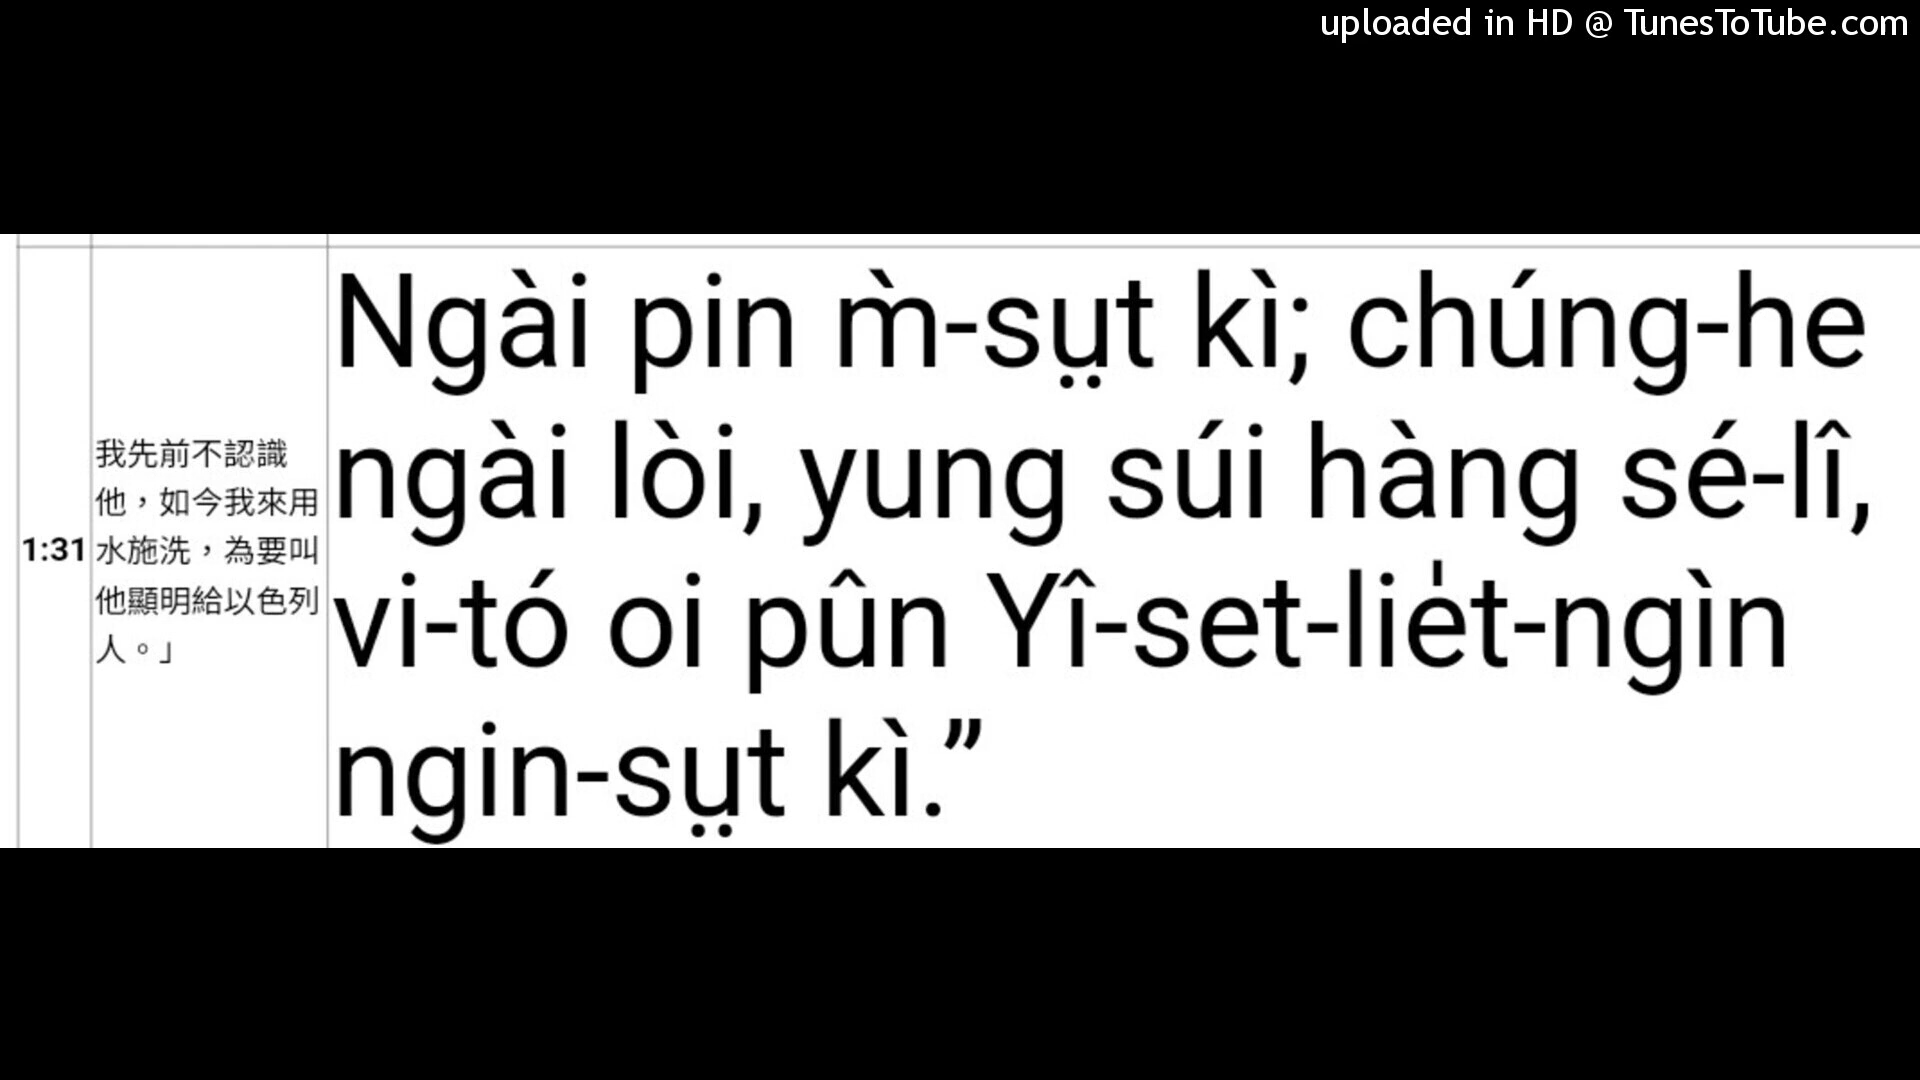 uploaded in HD @ TunesToTube.com
1:31
我先前不認識
他，如今我來用
水施洗，為要叫
他顯明給以色列
人。」
Ngài pin m̀-sṳt kì; chúng-he
ngài lòi, yung súi hàng sé-lî,
vi-tó oi pûn Yî-set-lie̍t-ngìn
ngin-sṳt kì.”